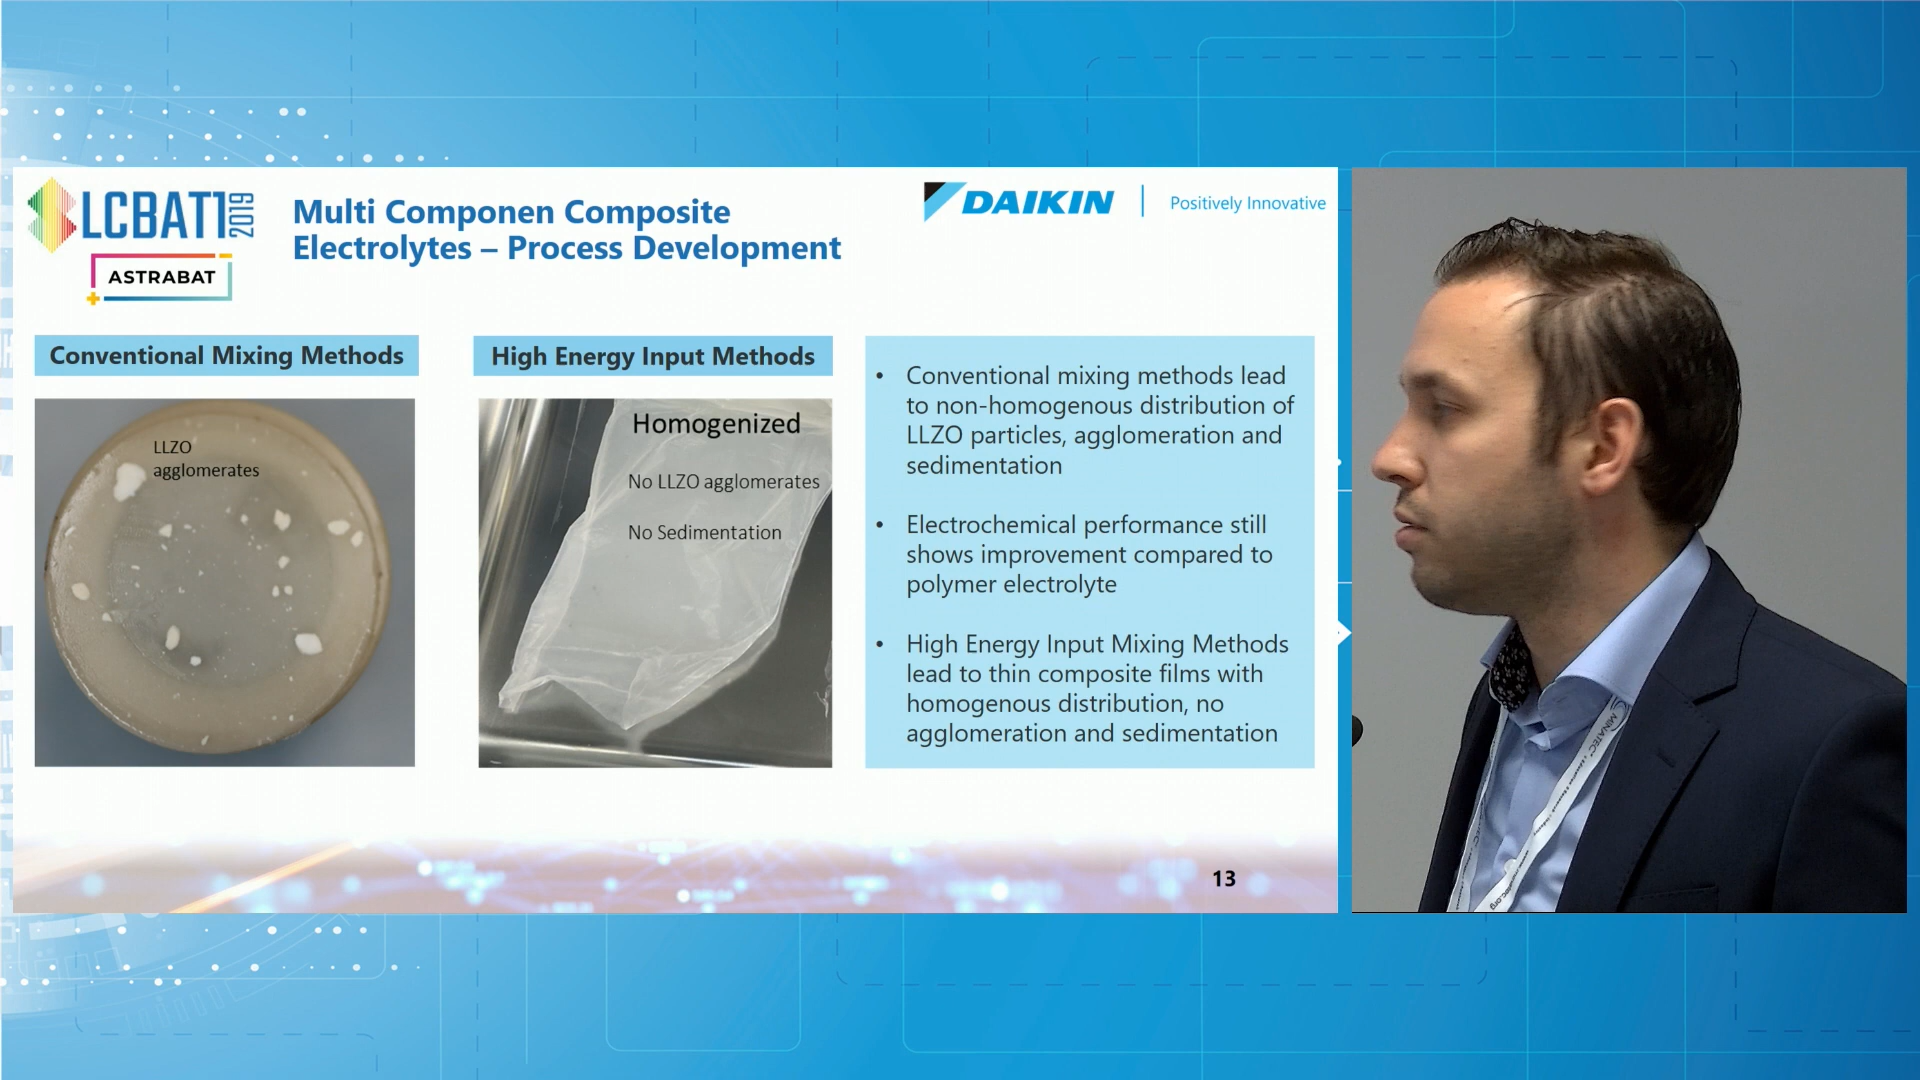 LCBAT1 2019
ASTRABAT
Multi Componen Composite
Electrolytes – Process Development
DAIKIN
Positively Innovative
Conventional Mixing Methods
LLZO
agglomerates
High Energy Input Methods
Homogenized
No LLZO agglomerates
No Sedimentation
• Conventional mixing methods lead
to non-homogenous distribution of
LLZO particles, agglomeration and
sedimentation
• Electrochemical performance still
shows improvement compared to
polymer electrolyte
• High Energy Input Mixing Methods
lead to thin composite films with
homogenous distribution, no
agglomeration and sedimentation
13
MINATEC